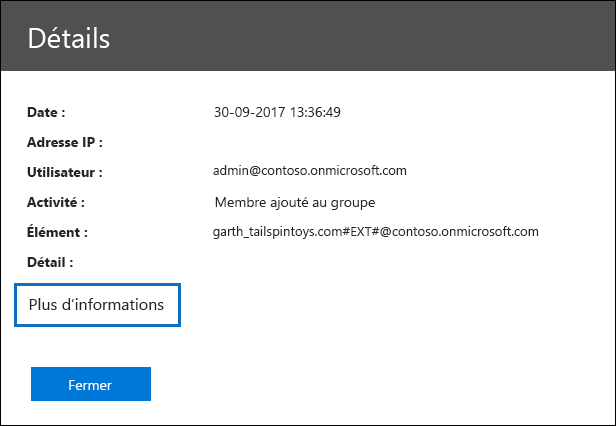 Détails
Date : 30-09-2017 13:36:49
Adresse IP :
Utilisateur : admin@contoso.onmicrosoft.com
Activité : Membre ajouté au groupe
Élément : garth_tailspintoys.com#EXT#@contoso.onmicrosoft.com
Détail :
Plus d’informations
Fermer